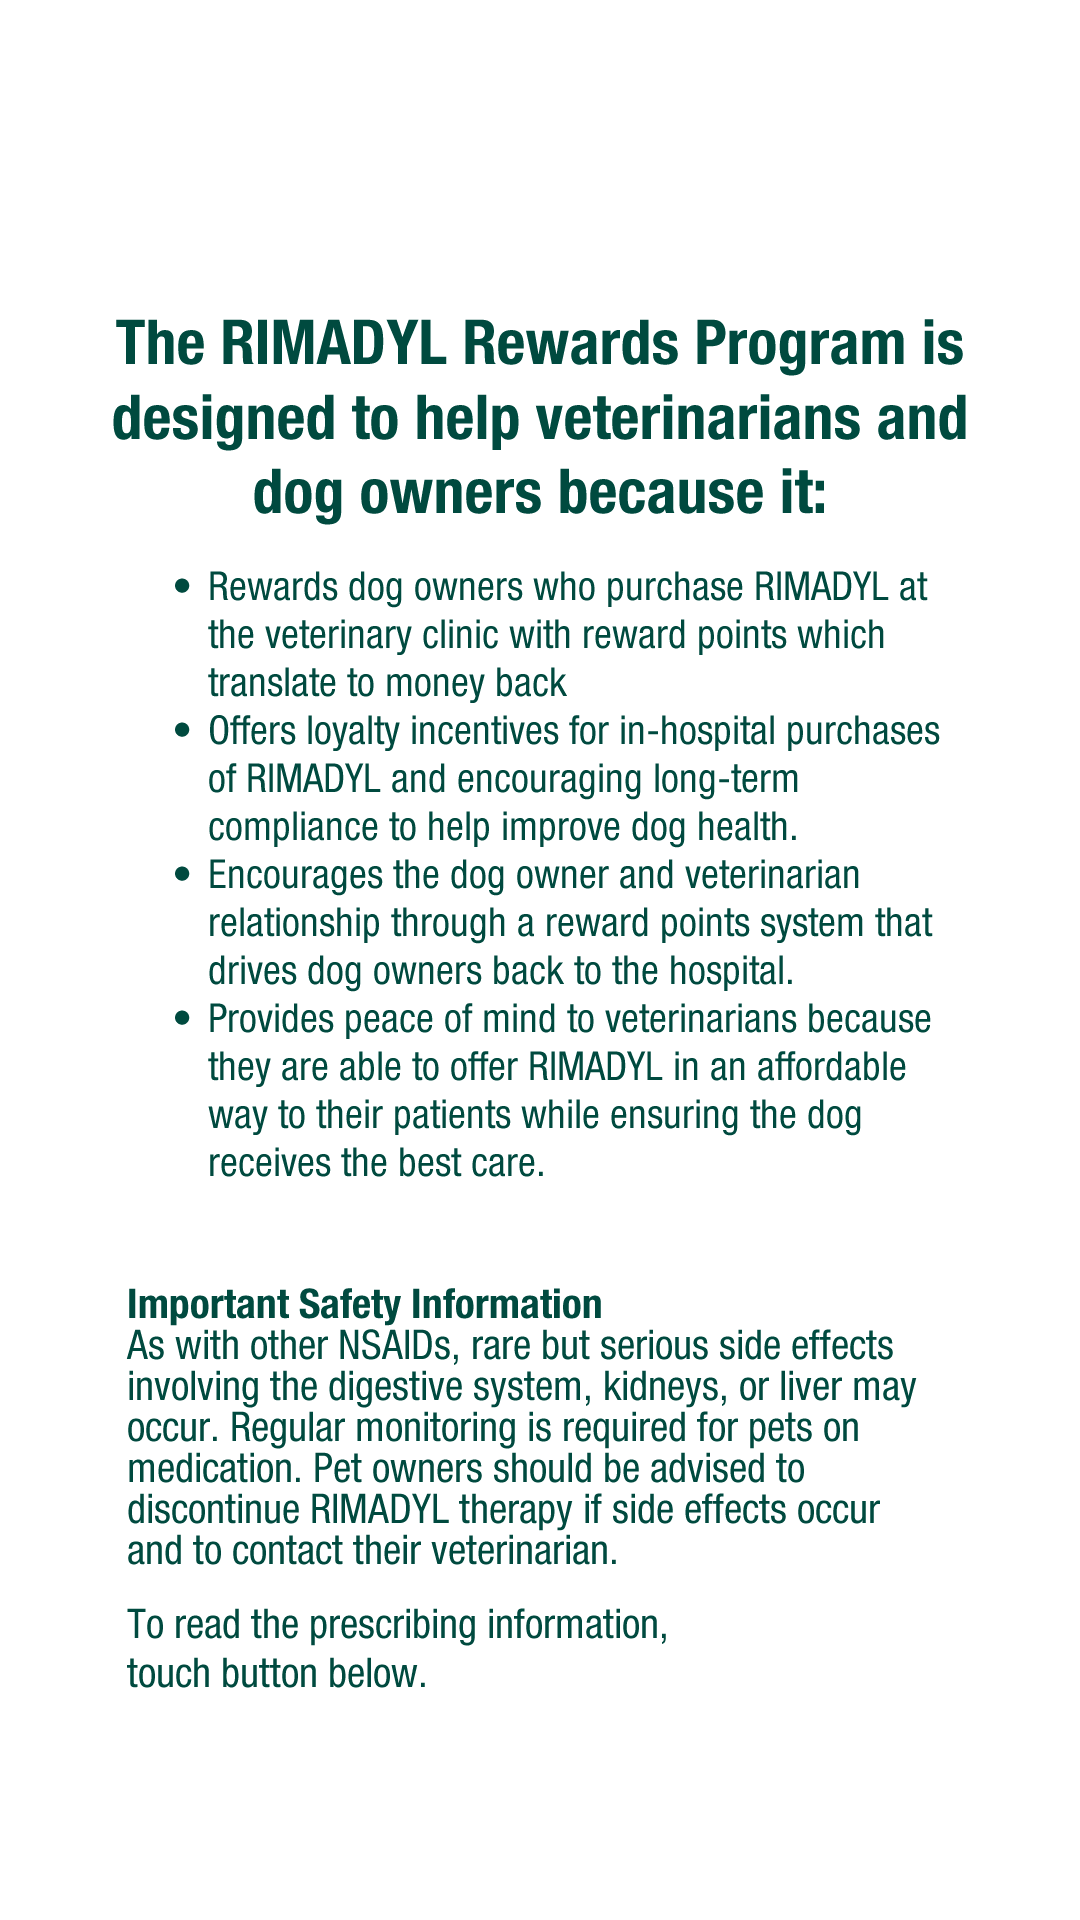 The RIMADYL Rewards Program is
designed to help veterinarians and
dog owners because it:
• Rewards dog owners who purchase RIMADYL at
the veterinary clinic with reward points which
translate to money back
• Offers loyalty incentives for in-hospital purchases
of RIMADYL and encouraging long-term
compliance to help improve dog health.
• Encourages the dog owner and veterinarian
relationship through a reward points system that
drives dog owners back to the hospital.
• Provides peace of mind to veterinarians because
they are able to offer RIMADYL in an affordable
way to their patients while ensuring the dog
receives the best care.
Important Safety Information
As with other NSAIDs, rare but serious side effects
involving the digestive system, kidneys, or liver may
occur. Regular monitoring is required for pets on
medication. Pet owners should be advised to
discontinue RIMADYL therapy if side effects occur
and to contact their veterinarian.
To read the prescribing information,
touch button below.